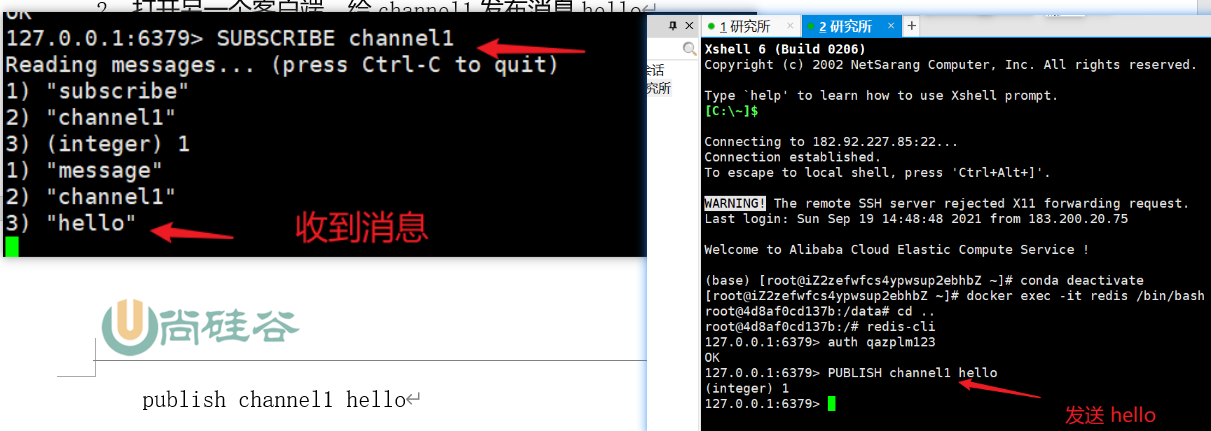 2、打开另一个客户端，给 channel1 发布消息 hello
OK
127.0.0.1:6379> SUBSCRIBE channel1
Reading messages... (press Ctrl-C to quit)
1) "subscribe"
2) "channel1"
3) (integer) 1
1) "message"
2) "channel1"
3) "hello"
收到消息
尚硅谷
publish channel1 hello
1 研究所
2 研究所
会话
究所
Xshell 6 (Build 0206)
Copyright (c) 2002 NetSarang Computer, Inc. All rights reserved.
Type `help' to learn how to use Xshell prompt.
[C:\~]$
Connecting to 182.92.227.85:22...
Connection established.
To escape to local shell, press 'Ctrl+Alt+]'.
WARNING! The remote SSH server rejected X11 forwarding request.
Last login: Sun Sep 19 14:48:48 2021 from 183.200.20.75
Welcome to Alibaba Cloud Elastic Compute Service !
(base) [root@iZ2zefwfcs4ypwsup2ebhbZ ~]# conda deactivate
[root@iZ2zefwfcs4ypwsup2ebhbZ ~]# docker exec -it redis /bin/bash
root@4d8af0cd137b:/data# cd ..
root@4d8af0cd137b:/# redis-cli
127.0.0.1:6379> auth qazplm123
OK
127.0.0.1:6379> PUBLISH channel1 hello
(integer) 1
127.0.0.1:6379>
发送 hello